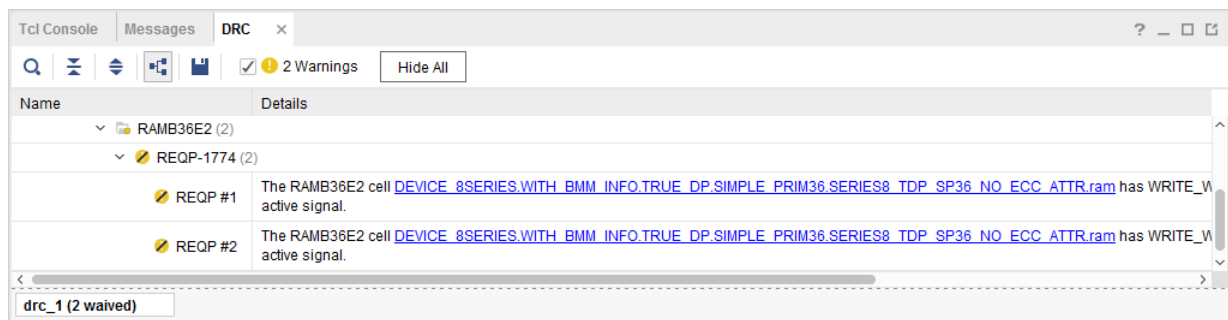 Tcl Console Messages DRC
2 Warnings Hide All
Name Details
RAMB36E2 (2)
REQP-1774 (2)
REQP #1 The RAMB36E2 cell DEVICE_8SERIES.WITH_BMM_INFO.TRUE_DP.SIMPLE_PRIM36.SERIES8_TDP_SP36_NO_ECC_ATTR.ram has WRITE_W
active signal.
REQP #2 The RAMB36E2 cell DEVICE_8SERIES.WITH_BMM_INFO.TRUE_DP.SIMPLE_PRIM36.SERIES8_TDP_SP36_NO_ECC_ATTR.ram has WRITE_W
active signal.
drc_1 (2 waived)